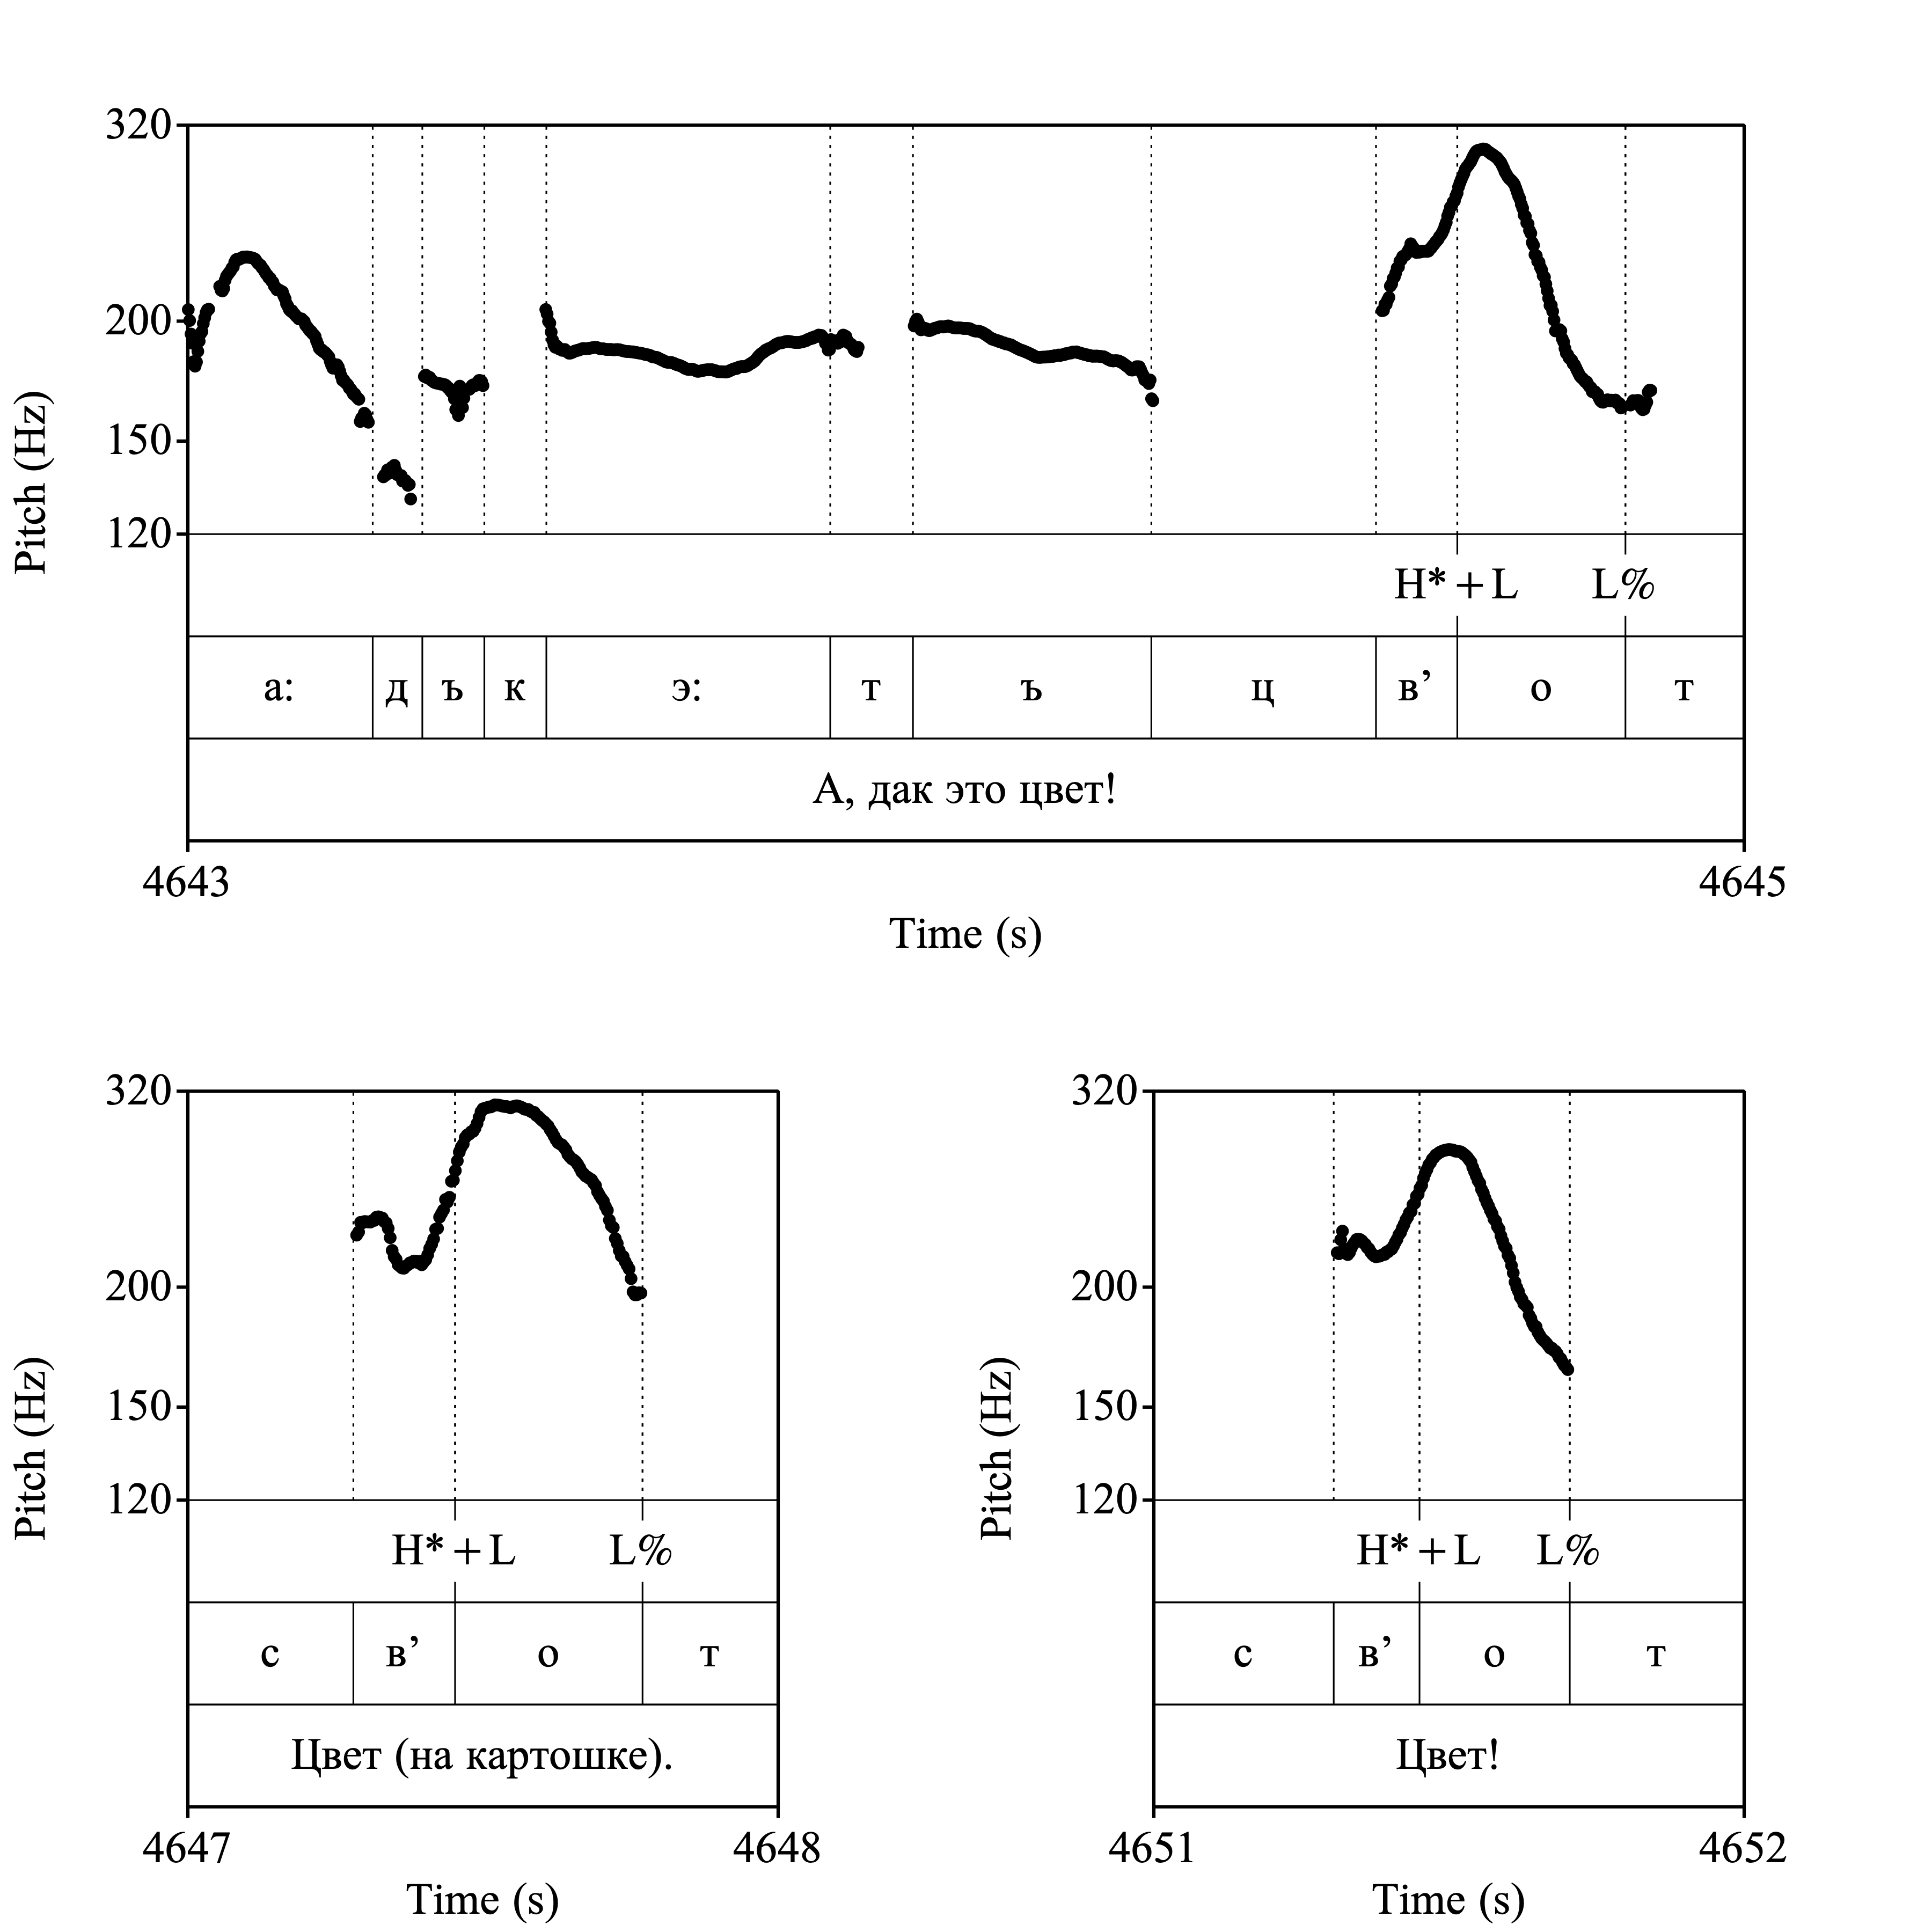 320
200
150
120
Pitch (Hz)
H* + L L%
а: д ъ к э: т ъ ц в’ о т
А, дак это цвет!
4643 4645
Time (s)
320
200
150
120
Pitch (Hz)
H* + L L%
с в’ о т
Цвет (на картошке).
4647 4648
Time (s)
320
200
150
120
Pitch (Hz)
H* + L L%
с в’ о т
Цвет!
4651 4652
Time (s)